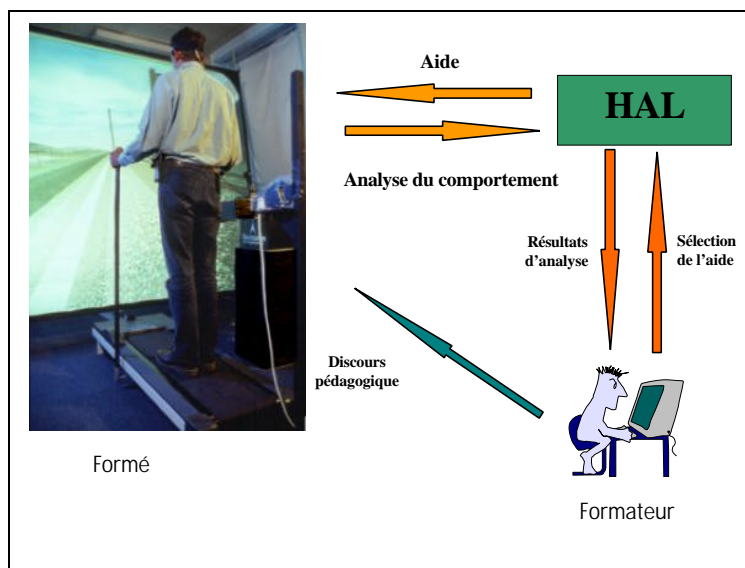 Aide
HAL
Analyse du comportement
Résultats
d'analyse
Sélection
de l'aide
Discours
pédagogique
Formé
Formateur